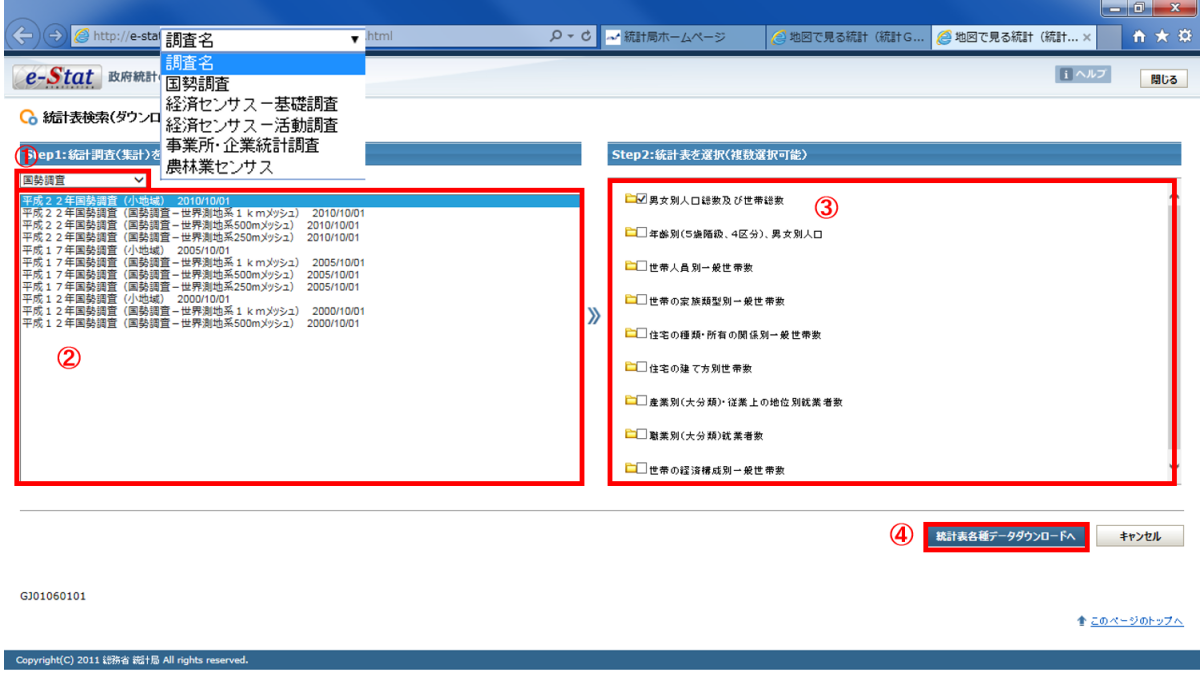 http://e-stat
.html
統計局ホームページ
地図で見る統計（統計G...
地図で見る統計（統計...
調査名
調査名
国勢調査
経済センサスー基礎調査
経済センサスー活動調査
事業所・企業統計調査
農林業センサス
e-Stat
政府統計
ヘルプ
閉じる
統計表検索(ダウンロ
①
Step1:統計調査(集計)を
国勢調査
平成２２年国勢調査（小地域） 2010/10/01
平成２２年国勢調査（国勢調査－世界測地系１ｋｍメッシュ） 2010/10/01
平成２２年国勢調査（国勢調査－世界測地系500mメッシュ） 2010/10/01
平成２２年国勢調査（国勢調査－世界測地系250mメッシュ） 2010/10/01
平成１７年国勢調査（小地域） 2005/10/01
平成１７年国勢調査（国勢調査－世界測地系１ｋｍメッシュ） 2005/10/01
平成１７年国勢調査（国勢調査－世界測地系500mメッシュ） 2005/10/01
平成１７年国勢調査（国勢調査－世界測地系250mメッシュ） 2005/10/01
平成１２年国勢調査（小地域） 2000/10/01
平成１２年国勢調査（国勢調査－世界測地系１ｋｍメッシュ） 2000/10/01
平成１２年国勢調査（国勢調査－世界測地系500mメッシュ） 2000/10/01
②
Step2:統計表を選択(複数選択可能)
男女別人口総数及び世帯総数
③
年齢別(5歳階級、4区分)、男女別人口
世帯人員別一般世帯数
世帯の家族類型別一般世帯数
住宅の種類・所有の関係別一般世帯数
住宅の建て方別世帯数
産業別(大分類)・従業上の地位別就業者数
職業別(大分類)就業者数
世帯の経済構成別一般世帯数
④
統計表各種データダウンロードへ
キャンセル
GJ01060101
このページのトップへ
Copyright(C) 2011 総務省 統計局 All rights reserved.